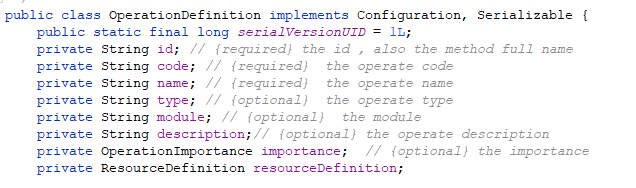 public class OperationDefinition implements Configuration, Serializable {
public static final long serialVersionUID = 1L;
private String id; // {required} the id , also the method full name
private String code; // {required}  the operate code
private String name; // {required}  the operate name
private String type; // {optional}  the operate type
private String module; // {optional}  the module
private String description;// {optional} the operate description
private OperationImportance importance;  // {optional} the importance
private ResourceDefinition resourceDefinition;